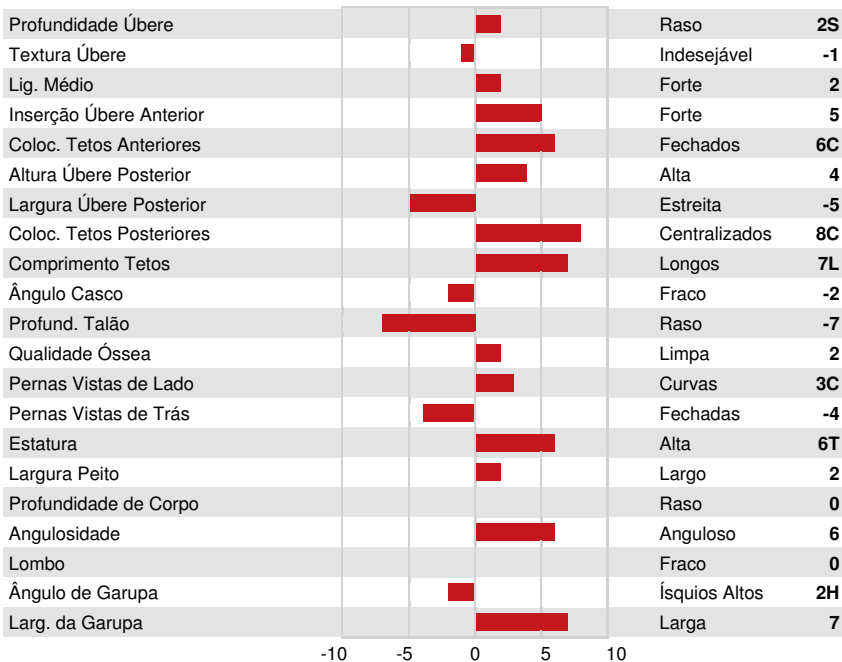 Profundidade Úbere Raso 2S
Textura Úbere Indesejável -1
Lig. Médio Forte 2
Inserção Úbere Anterior Forte 5
Coloc. Tetos Anteriores Fechados 6C
Altura Úbere Posterior Alta 4
Largura Úbere Posterior Estreita -5
Coloc. Tetos Posteriores Centralizados 8C
Comprimento Tetos Longos 7L
Ângulo Casco Fraco -2
Profund. Talão Raso -7
Qualidade Óssea Limpa 2
Pernas Vistas de Lado Curvas 3C
Pernas Vistas de Trás Fechadas -4
Estatura Alta 6T
Largura Peito Largo 2
Profundidade de Corpo Raso 0
Angulosidade Anguloso 6
Lombo Fraco 0
Ângulo de Garupa Ísquios Altos 2H
Larg. da Garupa Larga 7
-10 -5 0 5 10